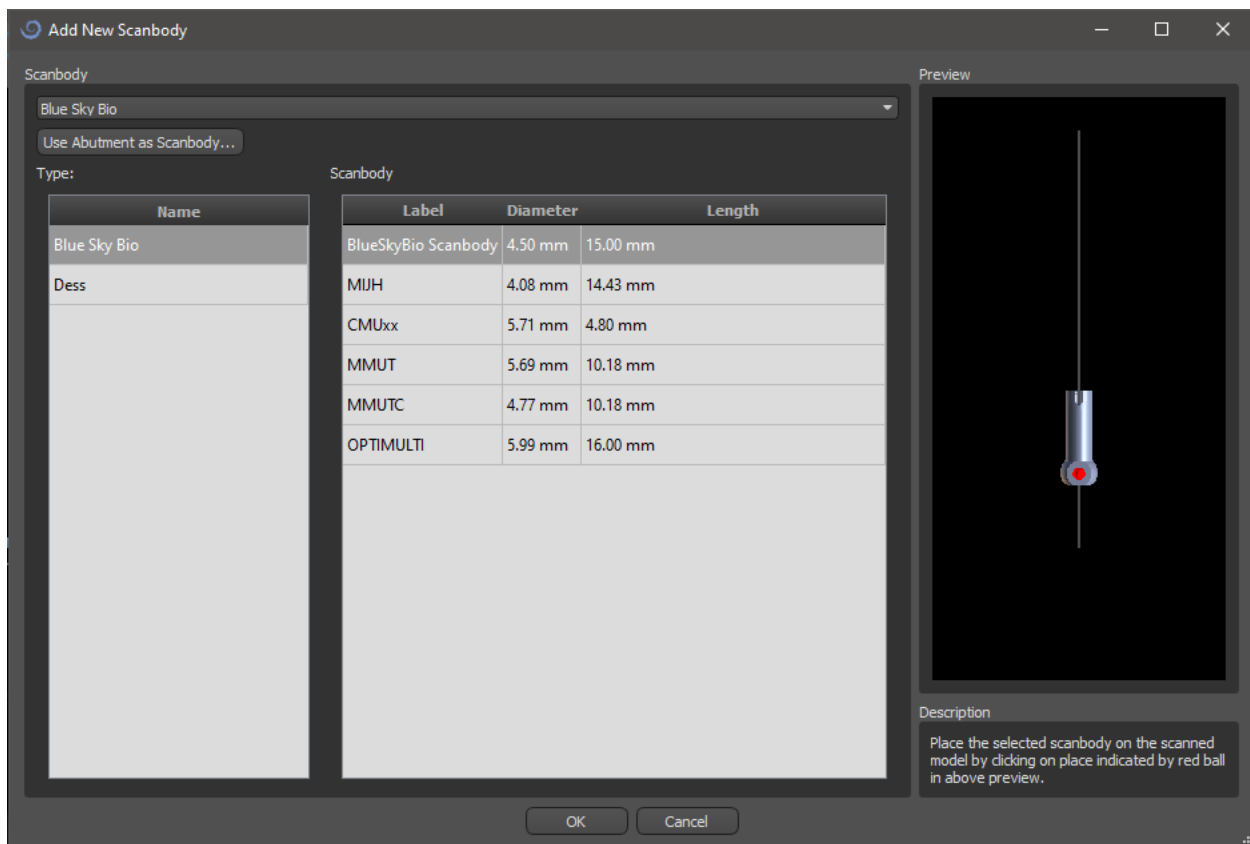 Add New Scanbody
Scanbody
Preview
Blue Sky Bio
Use Abutment as Scanbody...
Type:
Scanbody
Name
Label Diameter Length
Blue Sky Bio
Dess
BlueSkyBio Scanbody 4.50 mm 15.00 mm
MIJH 4.08 mm 14.43 mm
CMUxx 5.71 mm 4.80 mm
MMUT 5.69 mm 10.18 mm
MMUTC 4.77 mm 10.18 mm
OPTIMULTI 5.99 mm 16.00 mm
Description
Place the selected scanbody on the scanned
model by clicking on place indicated by red ball
in above preview.
OK
Cancel